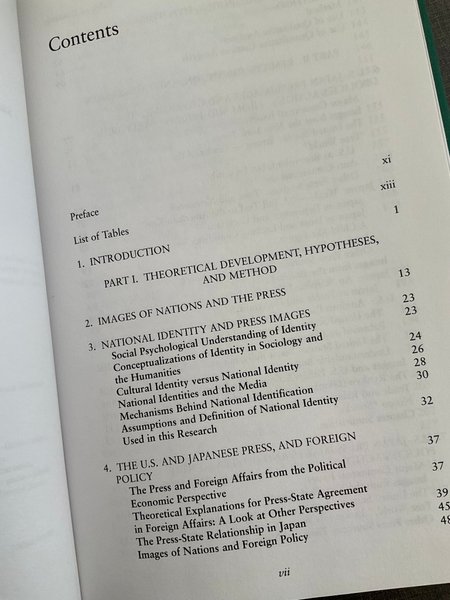 Contents
Preface xi
List of Tables xiii
1. INTRODUCTION 1
PART I. THEORETICAL DEVELOPMENT, HYPOTHESES,
AND METHOD
2. IMAGES OF NATIONS AND THE PRESS 13
3. NATIONAL IDENTITY AND PRESS IMAGES 23
Social Psychological Understanding of Identity 23
Conceptualizations of Identity in Sociology and
the Humanities 24
Cultural Identity versus National Identity 26
National Identities and the Media 28
Mechanisms Behind National Identification 30
Assumptions and Definition of National Identity
Used in this Research 32
4. THE U.S. AND JAPANESE PRESS, AND FOREIGN
POLICY 37
The Press and Foreign Affairs from the Political
Economic Perspective 37
Theoretical Explanations for Press-State Agreement
in Foreign Affairs: A Look at Other Perspectives 39
The Press-State Relationship in Japan 45
Images of Nations and Foreign Policy 48
vii